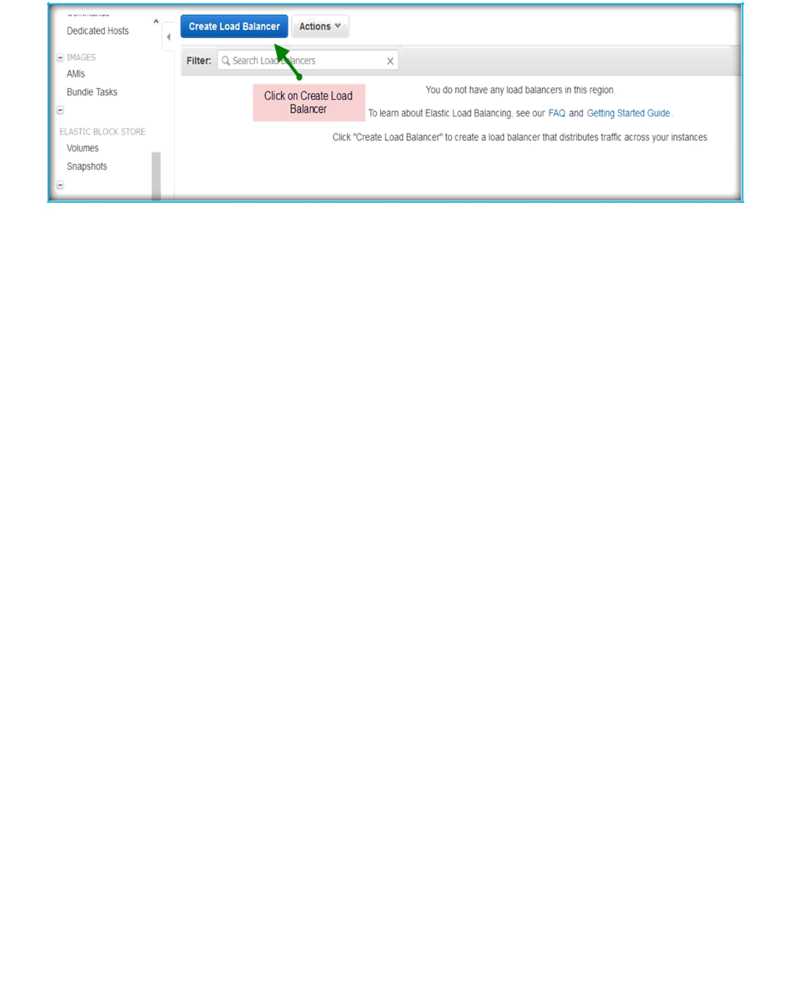 Dedicated Hosts
IMAGES
AMIs
Bundle Tasks
ELASTIC BLOCK STORE
Volumes
Snapshots
Create Load Balancer Actions
Filter: Search Load Balancers X
Click on Create Load
Balancer
You do not have any load balancers in this region.
To learn about Elastic Load Balancing, see our FAQ and Getting Started Guide.
Click "Create Load Balancer" to create a load balancer that distributes traffic across your instances.